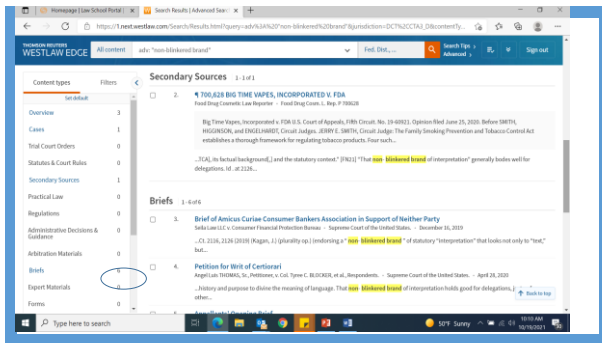 Homepage | Law School Portal |
Search Results | Advanced Search
https://1.next.westlaw.com/Search/Results.html?query=adv%3A%20"non-blinkered%20brand"&jurisdiction=DCT%2CCTA3_D&contentTy...
THOMSON REUTERS
WESTLAW EDGE
All content
adv: "non-blinkered brand"
Fed. Dist., ...
Search Tips >
Advanced >
Sign out
Content types
Filters
Set default
Overview 3
Cases 1
Trial Court Orders 0
Statutes & Court Rules 0
Secondary Sources 1
Practical Law 0
Regulations 0
Administrative Decisions & Guidance 0
Arbitration Materials 0
Briefs 6
Expert Materials 0
Forms 0
Secondary Sources 1-1 of 1
2. ¶ 700,628 BIG TIME VAPES, INCORPORATED V. FDA
Food Drug Cosmetic Law Reporter - Food Drug Cosm. L. Rep. P 700628
Big Time Vapes, Incorporated v. FDA U.S. Court of Appeals, Fifth Circuit. No. 19-60921. Opinion filed June 25, 2020. Before SMITH,
HIGGINSON, and ENGELHARDT, Circuit Judges. JERRY E. SMITH, Circuit Judge: The Family Smoking Prevention and Tobacco Control Act
establishes a thorough framework for regulating tobacco products. Four such...
...TCA], its factual background[,] and the statutory context." [FN21] "That non- blinkered brand of interpretation" generally bodes well for
delegations. Id. at 2126...
Briefs 1-6 of 6
3. Brief of Amicus Curiae Consumer Bankers Association in Support of Neither Party
Seila Law LLC v. Consumer Financial Protection Bureau - Supreme Court of the United States. - December 16, 2019
...Ct. 2116, 2126 (2019) (Kagan, J.) (plurality op.) (endorsing a " non- blinkered brand " of statutory "interpretation" that looks not only to "text,"
but...
4. Petition for Writ of Certiorari
Angel Luis THOMAS, Sr., Petitioner, v. Col. Tyree C. BLOCKER, et al., Respondents. - Supreme Court of the United States. - April 28, 2020
...history and purpose to divine the meaning of language. That non- blinkered brand of interpretation holds good for delegations,
other...
Back to top
Type here to search
50°F Sunny
10:10 AM
10/19/2021